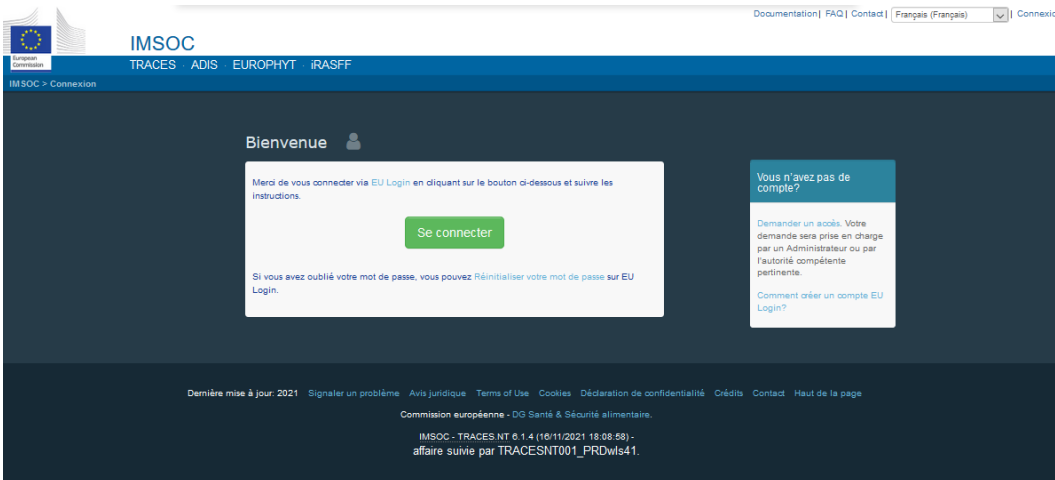 Documentation| FAQ| Contact| Français (Français) | Connexio
European
Commission
IMSOC
TRACES · ADIS · EUROPHYT · iRASFF
IMSOC > Connexion
Bienvenue
Merci de vous connecter via EU Login en cliquant sur le bouton ci-dessous et suivre les
instructions.
Se connecter
Si vous avez oublié votre mot de passe, vous pouvez Réinitialiser votre mot de passe sur EU
Login.
Vous n'avez pas de
compte?
Demander un accès. Votre
demande sera prise en charge
par un Administrateur ou par
l'autorité compétente
pertinente.
Comment créer un compte EU
Login?
Dernière mise à jour: 2021 Signaler un problème Avis juridique Terms of Use Cookies Déclaration de confidentialité Crédits Contact Haut de la page
Commission européenne - DG Santé & Sécurité alimentaire.
IMSOC - TRACES.NT 6.1.4 (16/11/2021 18:08:58) -
affaire suivie par TRACESNT001_PRDwls41.